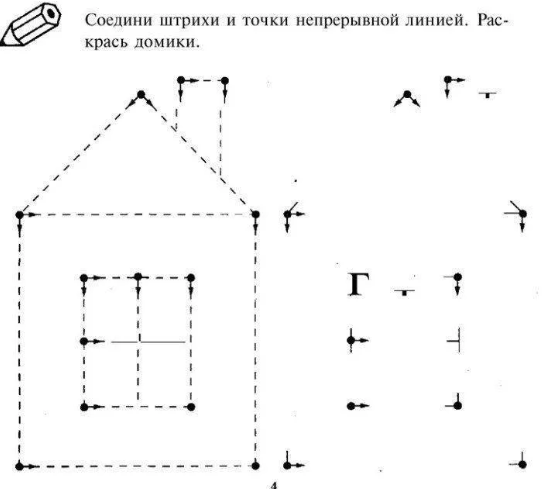 Соедини штрихи и точки непрерывной линией. Рас-
крась домики.
4